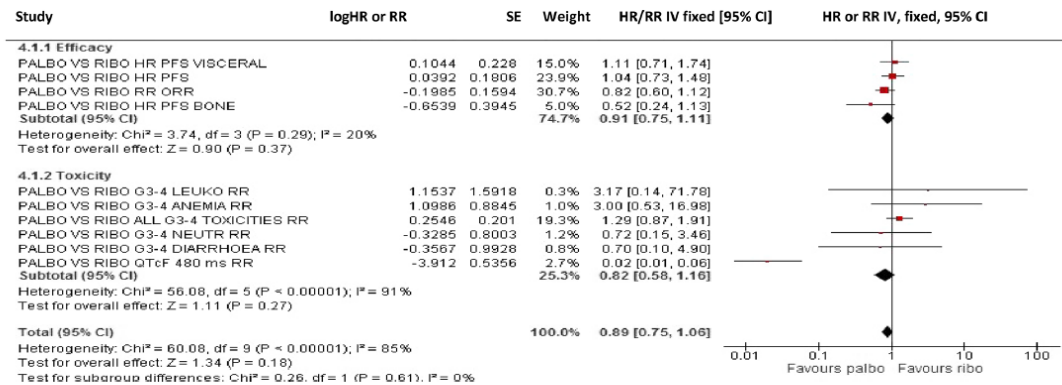 Study logHR or RR SE Weight HR/RR IV fixed [95% CI] HR or RR IV, fixed, 95% CI
4.1.1 Efficacy
PALBO VS RIBO HR PFS VISCERAL 0.1044 0.228 15.0% 1.11 [0.71, 1.74]
PALBO VS RIBO HR PFS 0.0392 0.1806 23.9% 1.04 [0.73, 1.48]
PALBO VS RIBO RR ORR -0.1985 0.1594 30.7% 0.82 [0.60, 1.12]
PALBO VS RIBO HR PFS BONE -0.6539 0.3945 5.0% 0.52 [0.24, 1.13]
Subtotal (95% CI) 74.7% 0.91 [0.75, 1.11]
Heterogeneity: Chi² = 3.74, df = 3 (P = 0.29); I² = 20%
Test for overall effect: Z = 0.90 (P = 0.37)
4.1.2 Toxicity
PALBO VS RIBO G3-4 LEUKO RR 1.1537 1.5918 0.3% 3.17 [0.14, 71.78]
PALBO VS RIBO G3-4 ANEMIA RR 1.0986 0.8845 1.0% 3.00 [0.53, 16.98]
PALBO VS RIBO ALL G3-4 TOXICITIES RR 0.2546 0.201 19.3% 1.29 [0.87, 1.91]
PALBO VS RIBO G3-4 NEUTR RR -0.3285 0.8003 1.2% 0.72 [0.15, 3.46]
PALBO VS RIBO G3-4 DIARRHOEA RR -0.3567 0.9928 0.8% 0.70 [0.10, 4.90]
PALBO VS RIBO QTcF 480 ms RR -3.912 0.5356 2.7% 0.02 [0.01, 0.06]
Subtotal (95% CI) 25.3% 0.82 [0.58, 1.16]
Heterogeneity: Chi² = 56.08, df = 5 (P < 0.00001); I² = 91%
Test for overall effect: Z = 1.11 (P = 0.27)
Total (95% CI) 100.0% 0.89 [0.75, 1.06]
Heterogeneity: Chi² = 60.08, df = 9 (P < 0.00001); I² = 85%
Test for overall effect: Z = 1.34 (P = 0.18)
Test for subgroup differences: Chi² = 0.26, df = 1 (P = 0.61), I² = 0%
0.01 0.1 1 10 100
Favours palbo Favours ribo